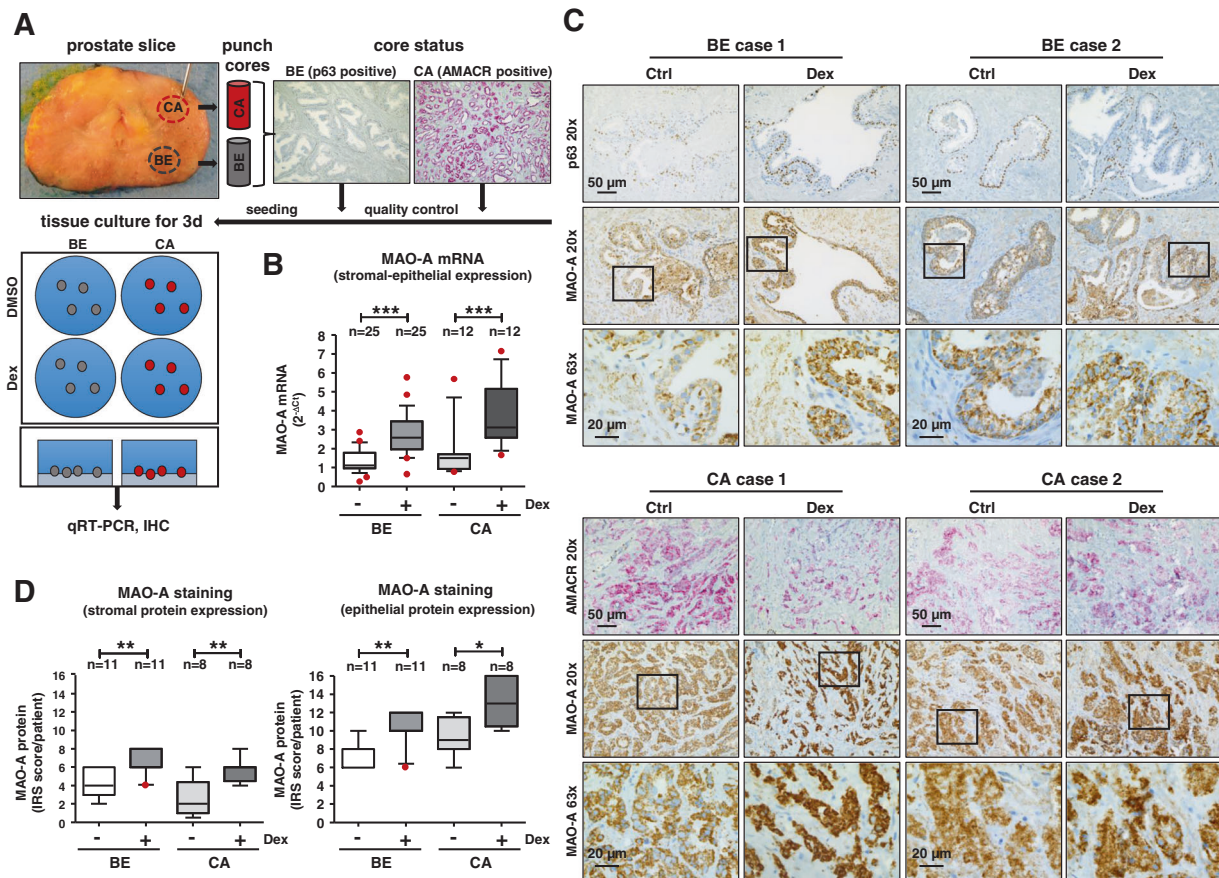 A
prostate slice
punch
cores
core status
BE (p63 positive)
CA (AMACR positive)
CA
BE
CA
BE
seeding
quality control
tissue culture for 3d
BE
CA
DMSO
Dex
qRT-PCR, IHC
B
MAO-A mRNA
(stromal-epithelial expression)
***
***
n=25
n=25
n=12
n=12
MAO-A mRNA
(2-ΔCt)
8
7
6
5
4
3
2
1
0
-
+
-
+
Dex
BE
CA
C
BE case 1
BE case 2
Ctrl
Dex
Ctrl
Dex
p63 20x
50 µm
50 µm
MAO-A 20x
MAO-A 63x
20 µm
20 µm
CA case 1
CA case 2
Ctrl
Dex
Ctrl
Dex
AMACR 20x
50 µm
50 µm
MAO-A 20x
MAO-A 63x
20 µm
20 µm
D
MAO-A staining
(stromal protein expression)
**
**
n=11
n=11
n=8
n=8
MAO-A protein
(IRS score/patient)
16
14
12
10
8
6
4
2
0
-
+
-
+
Dex
BE
CA
MAO-A staining
(epithelial protein expression)
**
*
n=11
n=11
n=8
n=8
MAO-A protein
(IRS score/patient)
16
14
12
10
8
6
4
2
0
-
+
-
+
Dex
BE
CA